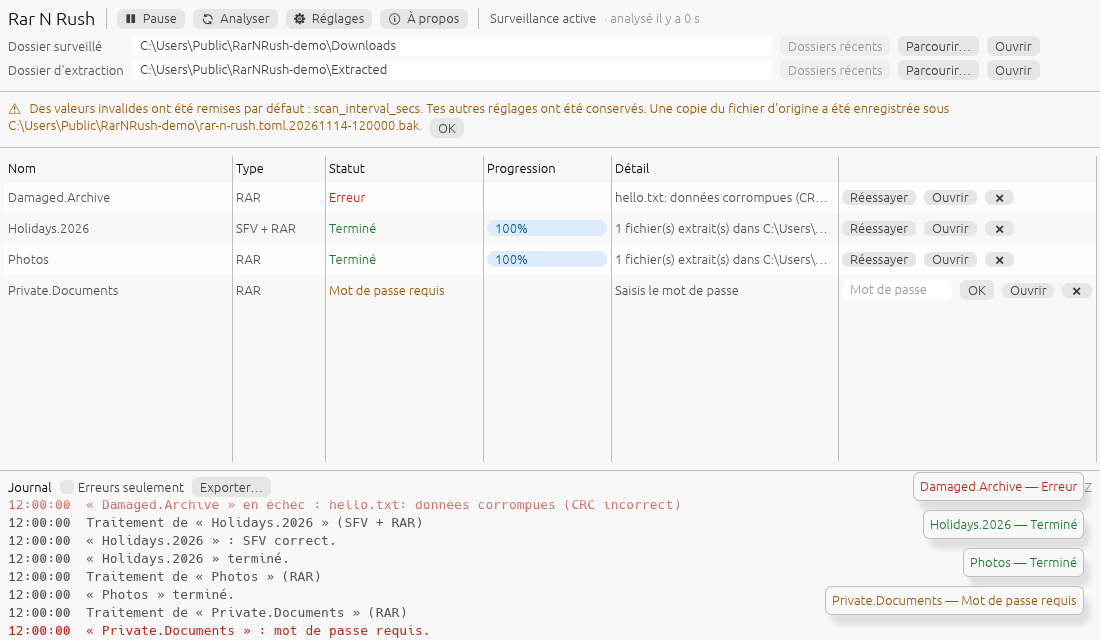 Rar N Rush Pause Analyser Réglages À propos Surveillance active · analysé il y a 0 s
Dossier surveillé C:\Users\Public\RarNRush-demo\Downloads Dossiers récents Parcourir… Ouvrir
Dossier d'extraction C:\Users\Public\RarNRush-demo\Extracted Dossiers récents Parcourir… Ouvrir
⚠ Des valeurs invalides ont été remises par défaut : scan_interval_secs. Tes autres réglages ont été conservés. Une copie du fichier d'origine a été enregistrée sous
C:\Users\Public\RarNRush-demo\rar-n-rush.toml.20261114-120000.bak. OK
Nom Type Statut Progression Détail
Damaged.Archive RAR Erreur hello.txt: données corrompues (CR… Réessayer Ouvrir ×
Holidays.2026 SFV + RAR Terminé 100% 1 fichier(s) extrait(s) dans C:\Users\… Réessayer Ouvrir ×
Photos RAR Terminé 100% 1 fichier(s) extrait(s) dans C:\Users\… Réessayer Ouvrir ×
Private.Documents RAR Mot de passe requis Saisis le mot de passe Mot de passe OK Ouvrir ×
Journal Erreurs seulement Exporter… Z
12:00:00 « Damaged.Archive » en échec : hello.txt: données corrompues (CRC incorrect)
12:00:00 Traitement de « Holidays.2026 » (SFV + RAR)
12:00:00 « Holidays.2026 » : SFV correct.
12:00:00 « Holidays.2026 » terminé.
12:00:00 Traitement de « Photos » (RAR)
12:00:00 « Photos » terminé.
12:00:00 Traitement de « Private.Documents » (RAR)
12:00:00 « Private.Documents » : mot de passe requis.
Damaged.Archive — Erreur
Holidays.2026 — Terminé
Photos — Terminé
Private.Documents — Mot de passe requis